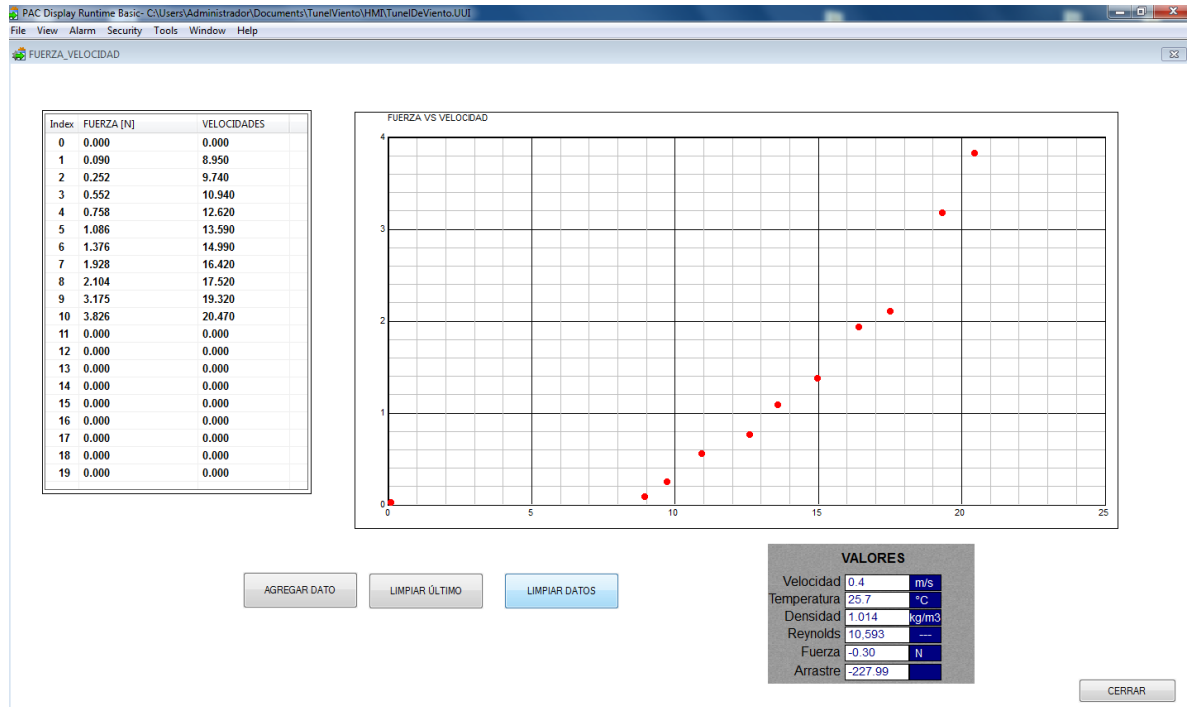 PAC Display Runtime Basic- C:\Users\Administrador\Documents\TunelViento\HMI\TunelDeViento.UUI
File View Alarm Security Tools Window Help
FUERZA_VELOCIDAD
Index FUERZA [N] VELOCIDADES
0 0.000 0.000
1 0.090 8.950
2 0.252 9.740
3 0.552 10.940
4 0.758 12.620
5 1.086 13.590
6 1.376 14.990
7 1.928 16.420
8 2.104 17.520
9 3.175 19.320
10 3.826 20.470
11 0.000 0.000
12 0.000 0.000
13 0.000 0.000
14 0.000 0.000
15 0.000 0.000
16 0.000 0.000
17 0.000 0.000
18 0.000 0.000
19 0.000 0.000
FUERZA VS VELOCIDAD
4
3
2
1
0
0 5 10 15 20 25
AGREGAR DATO LIMPIAR ÚLTIMO LIMPIAR DATOS
VALORES
Velocidad 0.4 m/s
Temperatura 25.7 °C
Densidad 1.014 kg/m3
Reynolds 10,593 ---
Fuerza -0.30 N
Arrastre -227.99
CERRAR